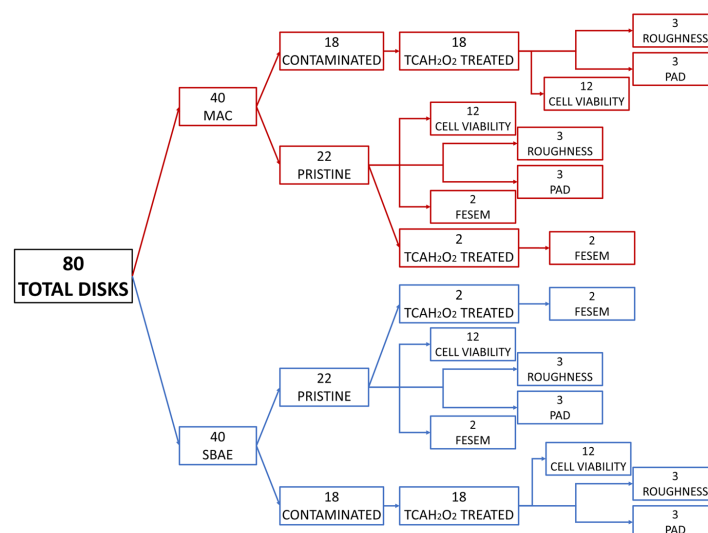 3
ROUGHNESS
18
CONTAMINATED
18
TCAH₂O₂ TREATED
3
PAD
12
CELL VIABILITY
40
MAC
12
CELL VIABILITY
3
ROUGHNESS
22
PRISTINE
3
PAD
2
FESEM
2
TCAH₂O₂ TREATED
2
FESEM
80
TOTAL DISKS
2
TCAH₂O₂ TREATED
2
FESEM
12
CELL VIABILITY
3
ROUGHNESS
22
PRISTINE
3
PAD
2
FESEM
40
SBAE
12
CELL VIABILITY
3
ROUGHNESS
18
CONTAMINATED
18
TCAH₂O₂ TREATED
3
PAD